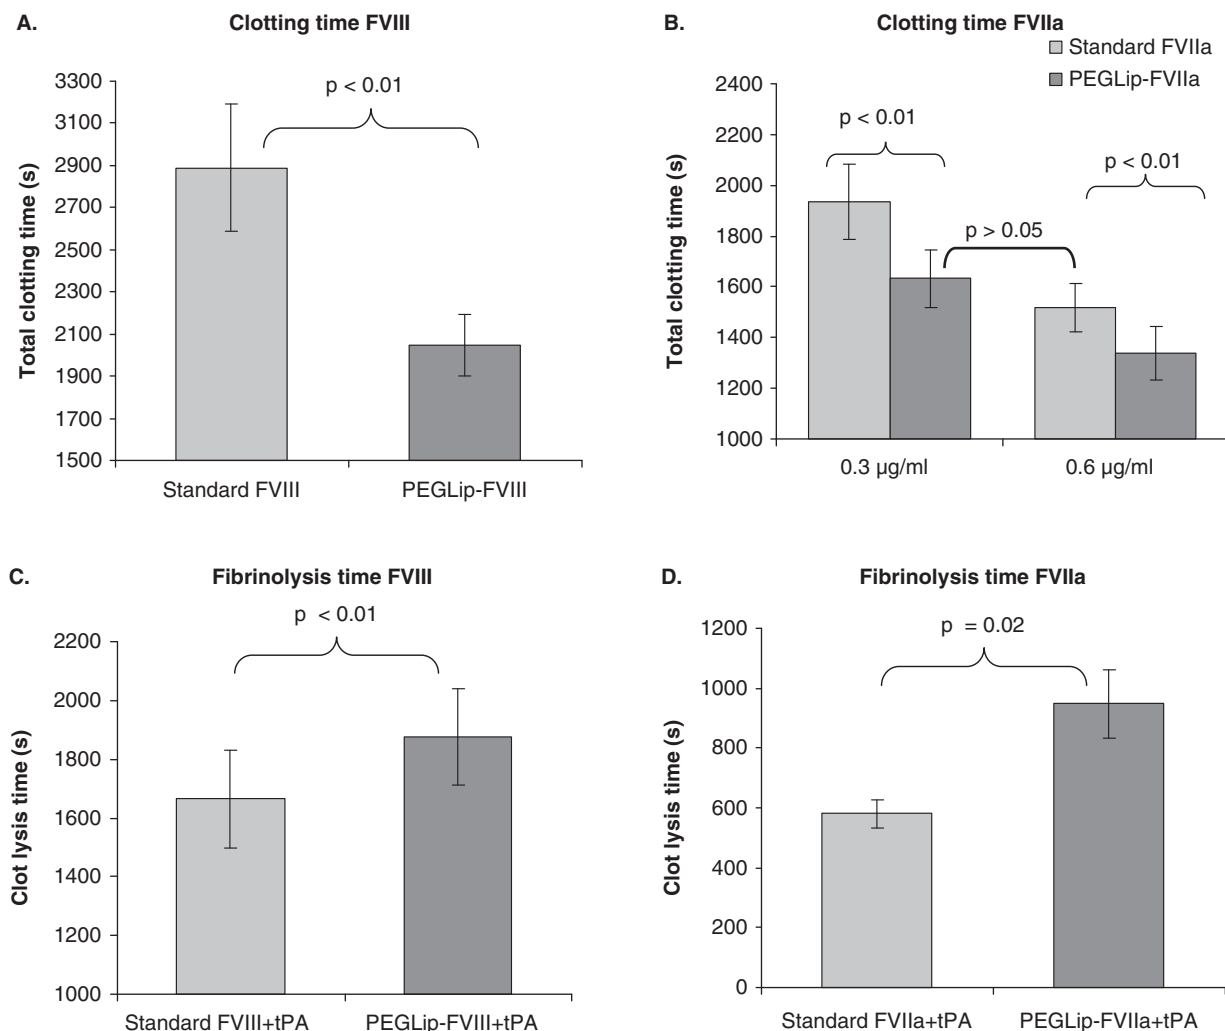 A.
Clotting time FVIII
3300
3100
2900
2700
2500
2300
2100
1900
1700
1500
Total clotting time (s)
p < 0.01
Standard FVIII
PEGLip-FVIII
B.
Clotting time FVIIa
Standard FVIIa
PEGLip-FVIIa
2400
2200
2000
1800
1600
1400
1200
1000
Total clotting time (s)
p < 0.01
p > 0.05
p < 0.01
0.3 µg/ml
0.6 µg/ml
C.
Fibrinolysis time FVIII
p < 0.01
2200
2000
1800
1600
1400
1200
1000
Clot lysis time (s)
Standard FVIII+tPA
PEGLip-FVIII+tPA
D.
Fibrinolysis time FVIIa
p = 0.02
1200
1000
800
600
400
200
0
Clot lysis time (s)
Standard FVIIa+tPA
PEGLip-FVIIa+tPA